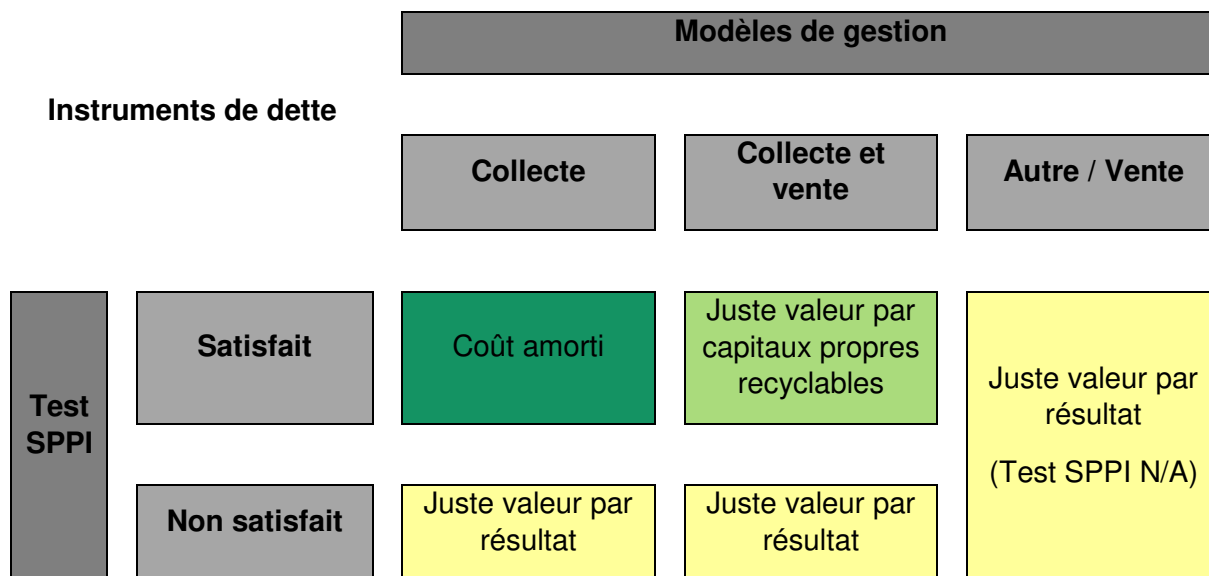 Modèles de gestion
Instruments de dette
Collecte
Collecte et
vente
Autre / Vente
Test
SPPI
Satisfait
Coût amorti
Juste valeur par
capitaux propres
recyclables
Juste valeur par
résultat
(Test SPPI N/A)
Non satisfait
Juste valeur par
résultat
Juste valeur par
résultat